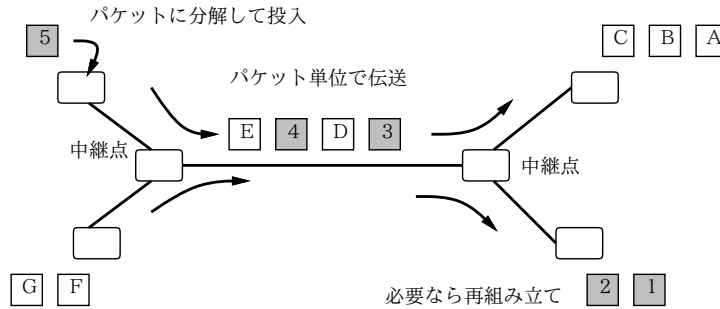 パケットに分解して投入
5
C B A
パケット単位で伝送
E 4 D 3
中継点
中継点
G F
必要なら再組み立て
2 1